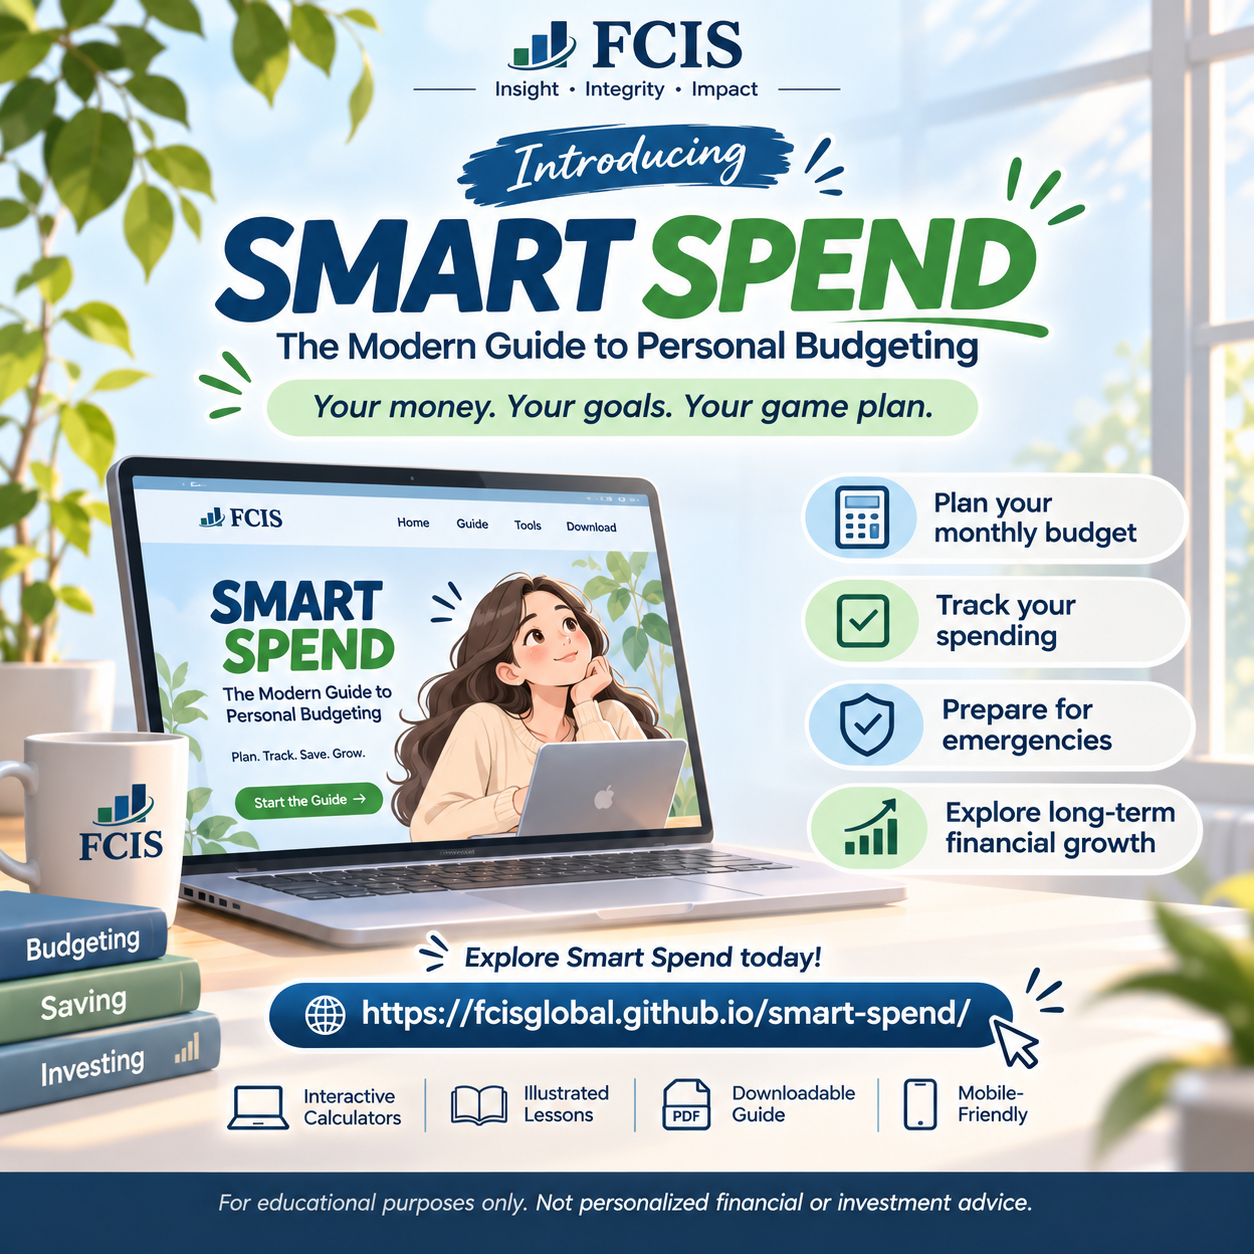 FCIS
Insight • Integrity • Impact
Introducing
SMART SPEND
The Modern Guide to Personal Budgeting
Your money. Your goals. Your game plan.
FCIS
Home Guide Tools Download
SMART
SPEND
The Modern Guide to
Personal Budgeting
Plan. Track. Save. Grow.
Start the Guide →
Plan your
monthly budget
Track your
spending
Prepare for
emergencies
Explore long-term
financial growth
FCIS
Budgeting
Saving
Investing
Explore Smart Spend today!
https://fcisglobal.github.io/smart-spend/
Interactive
Calculators
Illustrated
Lessons
PDF
Downloadable
Guide
Mobile-
Friendly
For educational purposes only. Not personalized financial or investment advice.